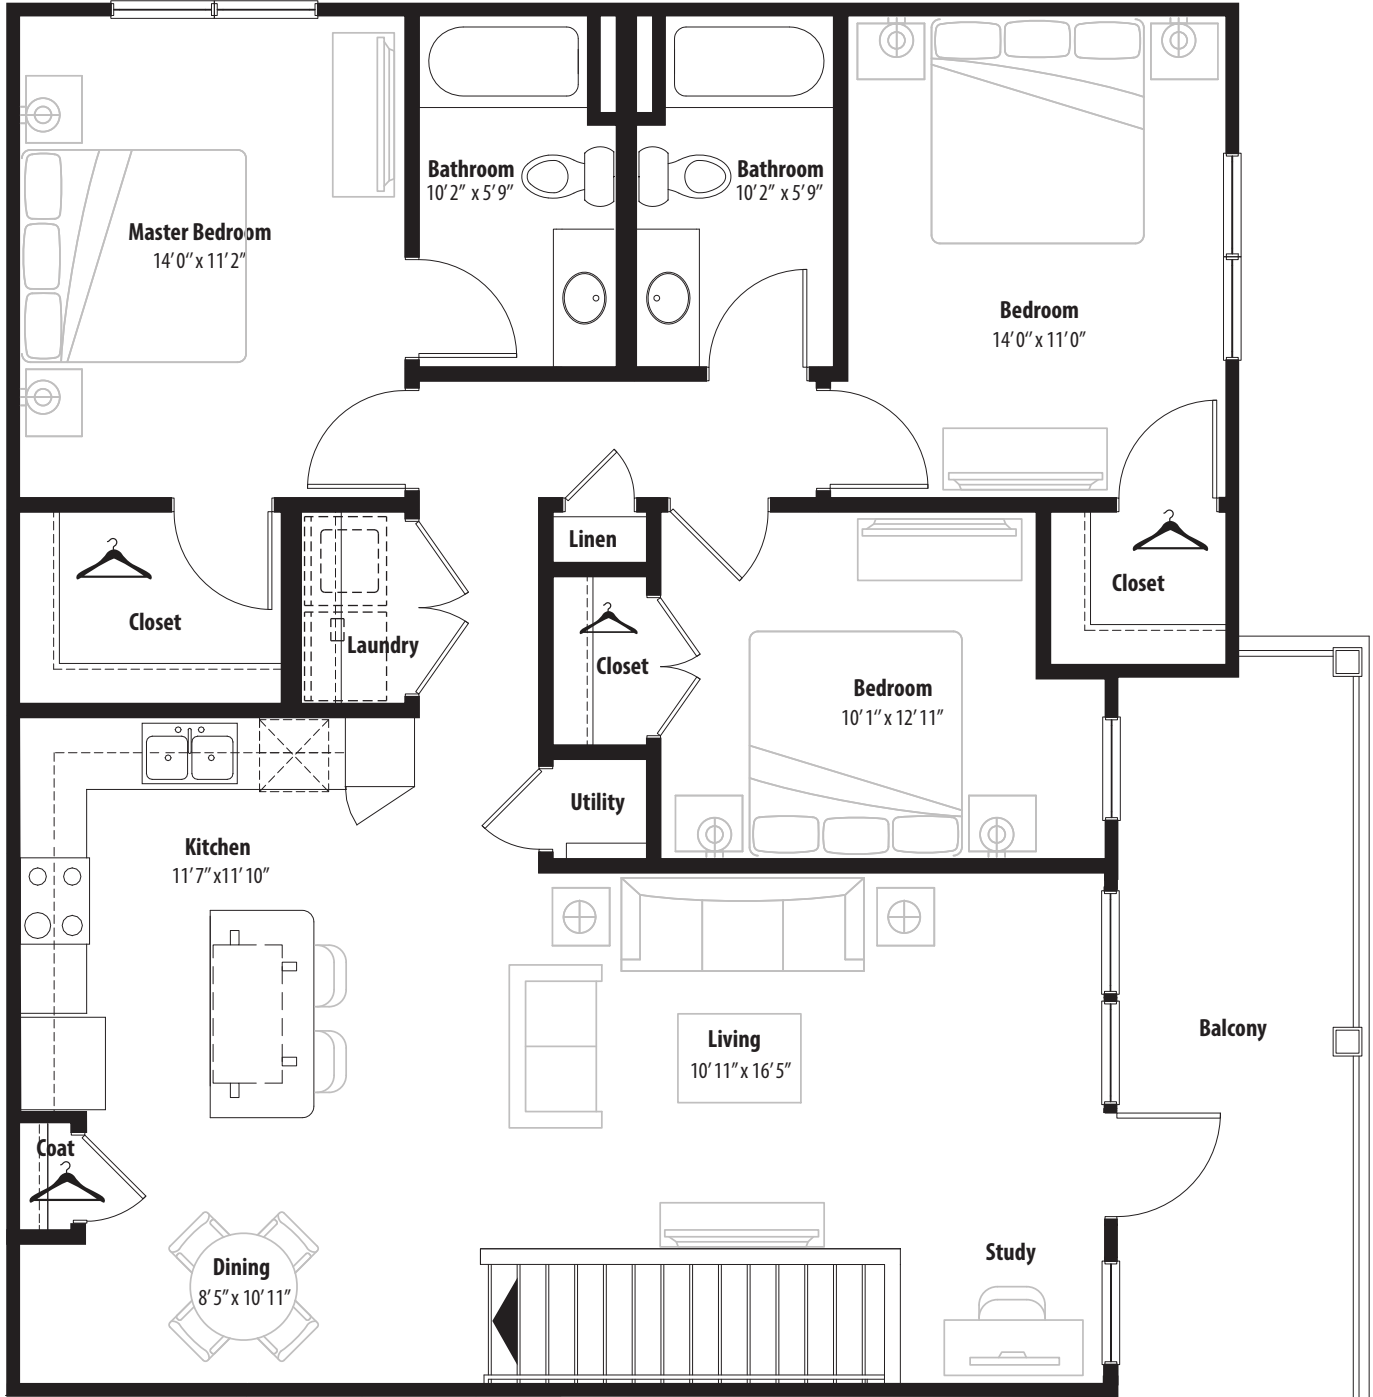 Bathroom
10'2" x 5'9"
Bathroom
10'2" x 5'9"
Master Bedroom
14'0" x 11'2"
Bedroom
14'0" x 11'0"
Linen
Closet
Closet
Laundry
Closet
Bedroom
10'1" x 12'11"
Utility
Kitchen
11'7" x11'10"
Living
10'11" x 16'5"
Balcony
Coat
Study
Dining
8'5" x 10'11"